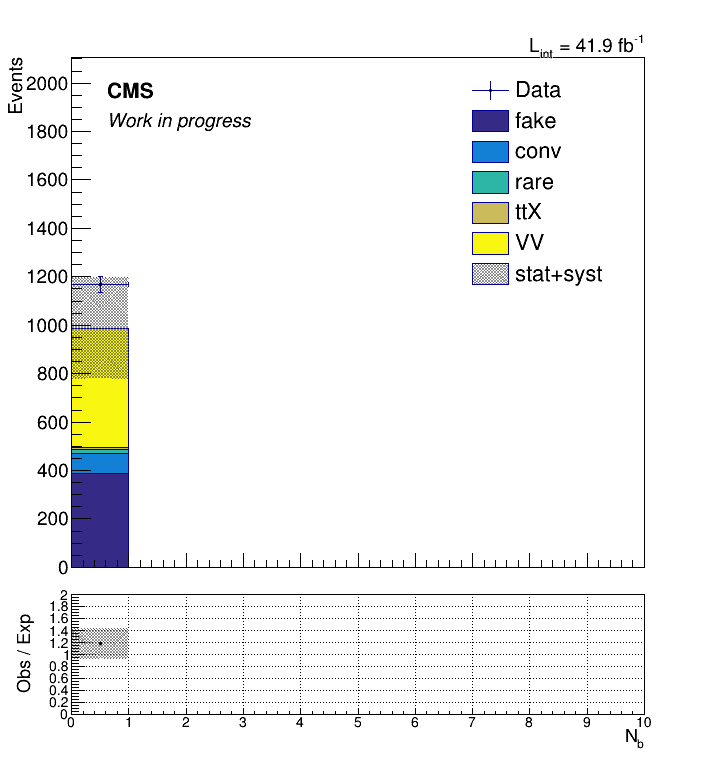 L_int = 41.9 fb^-1
Events
2000
1800
1600
1400
1200
1000
800
600
400
200
0
CMS
Work in progress
Data
fake
conv
rare
ttX
VV
stat+syst
Obs / Exp
2
1.8
1.6
1.4
1.2
1
0.8
0.6
0.4
0.2
0
0 1 2 3 4 5 6 7 8 9 10
N_b